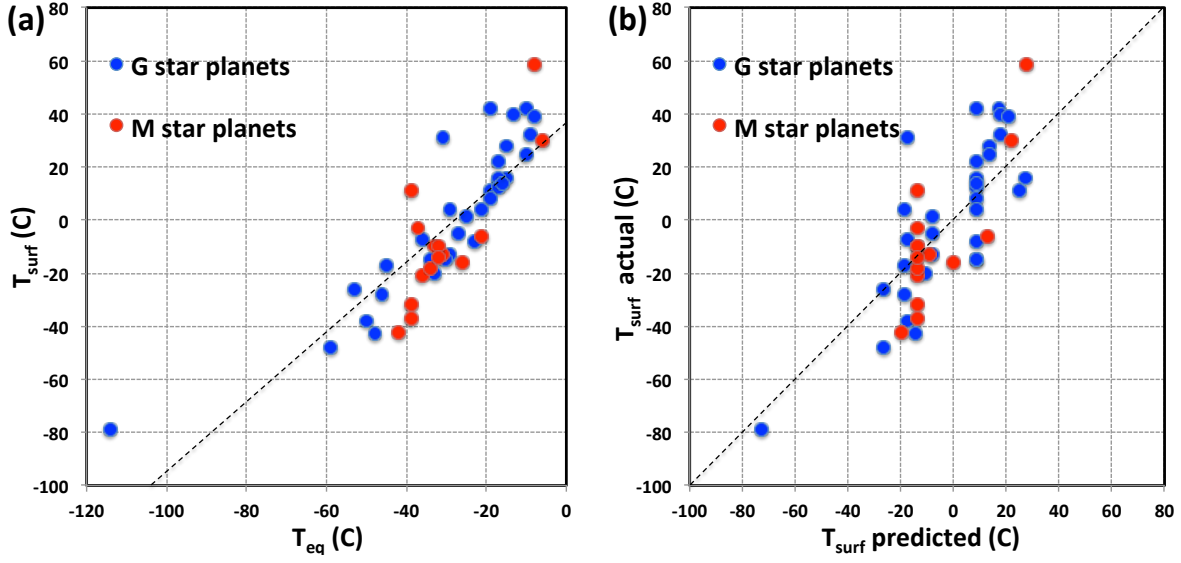 (a)
80
60
40
20
0
-20
-40
-60
-80
-100
T_surf (C)
G star planets
M star planets
-120 -100 -80 -60 -40 -20 0
T_eq (C)
(b)
80
60
40
20
0
-20
-40
-60
-80
-100
T_surf actual (C)
G star planets
M star planets
-100 -80 -60 -40 -20 0 20 40 60 80
T_surf predicted (C)